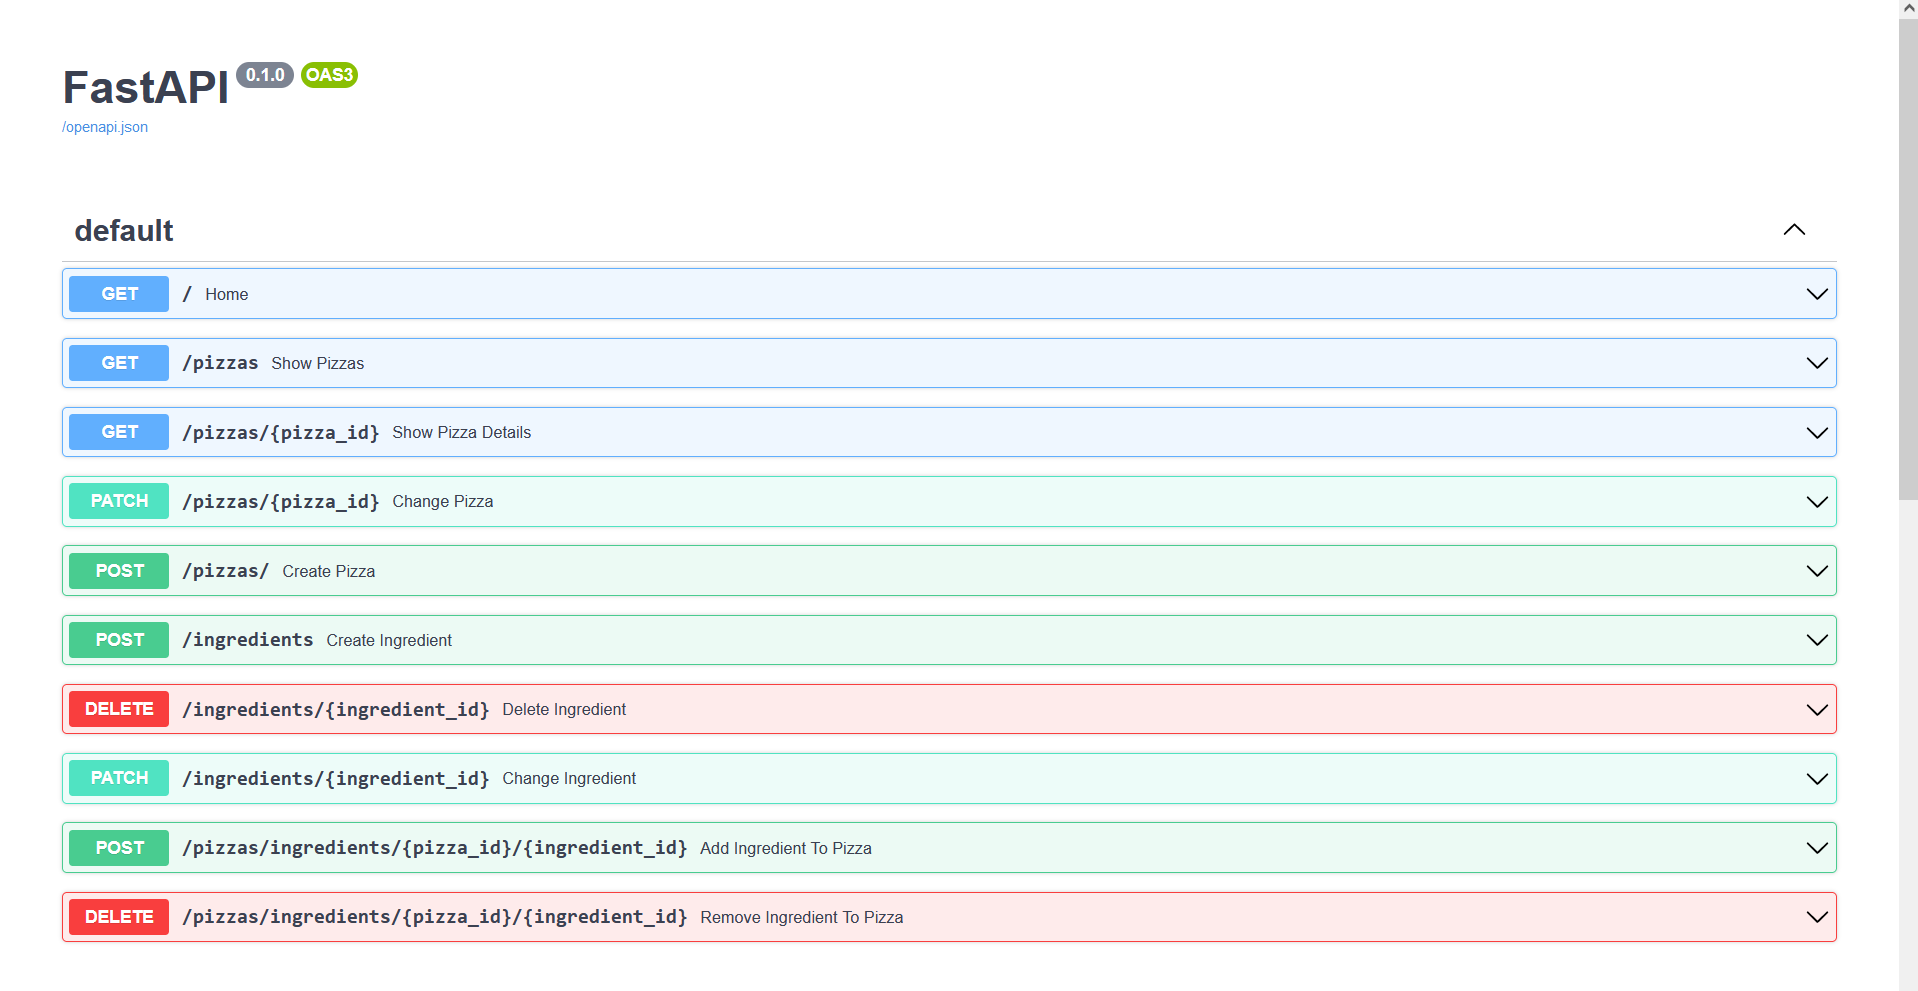 FastAPI 0.1.0 OAS3
/openapi.json
default
GET / Home
GET /pizzas Show Pizzas
GET /pizzas/{pizza_id} Show Pizza Details
PATCH /pizzas/{pizza_id} Change Pizza
POST /pizzas/ Create Pizza
POST /ingredients Create Ingredient
DELETE /ingredients/{ingredient_id} Delete Ingredient
PATCH /ingredients/{ingredient_id} Change Ingredient
POST /pizzas/ingredients/{pizza_id}/{ingredient_id} Add Ingredient To Pizza
DELETE /pizzas/ingredients/{pizza_id}/{ingredient_id} Remove Ingredient To Pizza